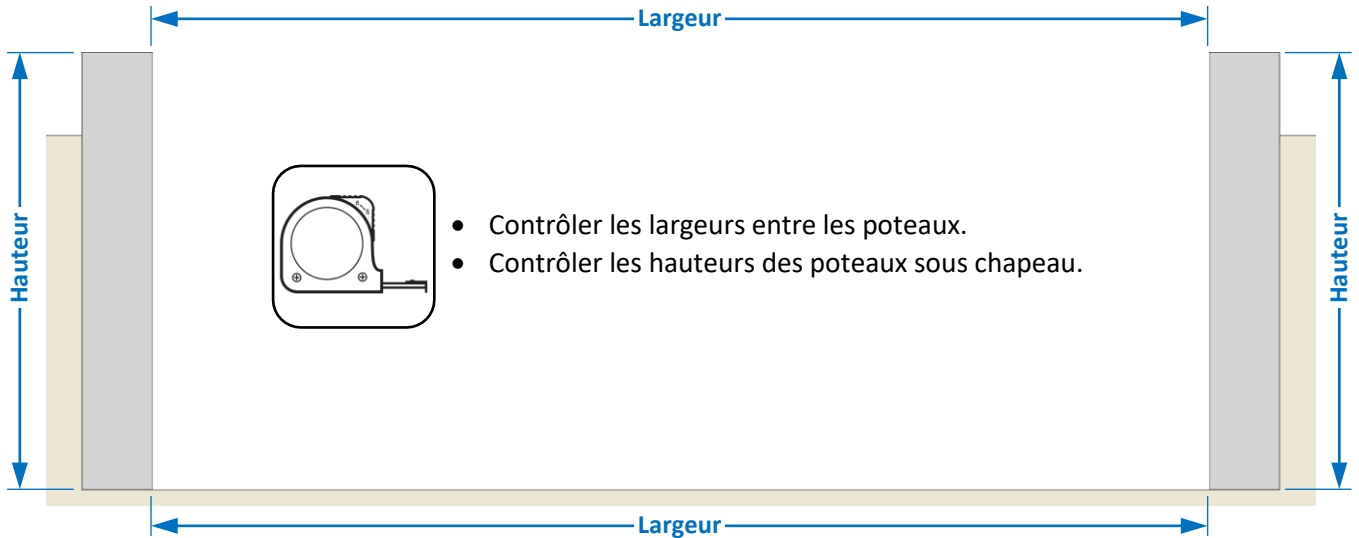 Largeur
Hauteur
• Contrôler les largeurs entre les poteaux.
• Contrôler les hauteurs des poteaux sous chapeau.
Hauteur
Largeur